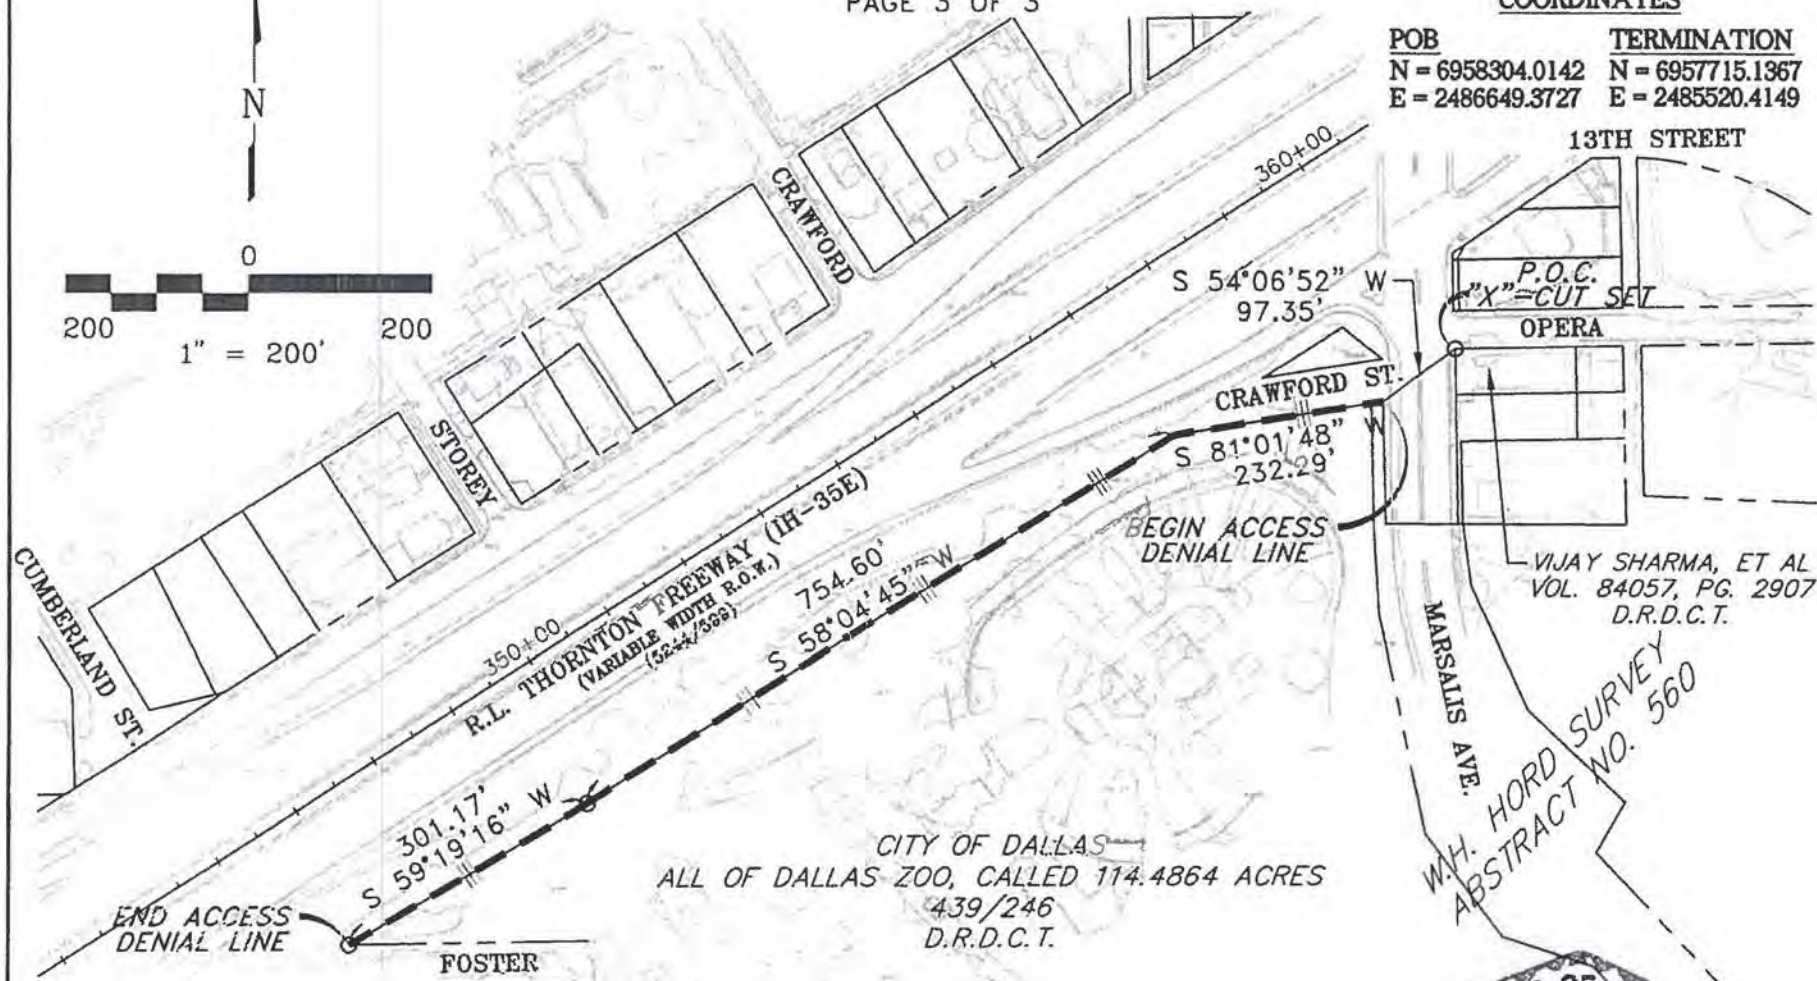 PAGE 3 OF 3
COORDINATES
POB TERMINATION
N = 6958304.0142 N = 6957715.1367
E = 2486649.3727 E = 2485520.4149
N
0
200 200
1" = 200'
13TH STREET
360+00
CRAWFORD
S 54°06'52" W
97.35'
P.O.C.
"X"-CUT SET
OPERA
CRAWFORD ST.
S 81°01'48" W
232.29'
STOREY
BEGIN ACCESS
DENIAL LINE
VIJAY SHARMA, ET AL
VOL. 84057, PG. 2907
D.R.D.C.T.
CUMBERLAND ST.
350+00
R.L. THORNTON FREEWAY (IH-35E)
(VARIABLE WIDTH R.O.W.)
754.60'
S 58°04'45" W
MARSALIS AVE.
W.H. HORD SURVEY
ABSTRACT NO. 560
301.17'
S 59°19'16" W
CITY OF DALLAS
ALL OF DALLAS ZOO, CALLED 114.4864 ACRES
439/246
D.R.D.C.T.
END ACCESS
DENIAL LINE
FOSTER